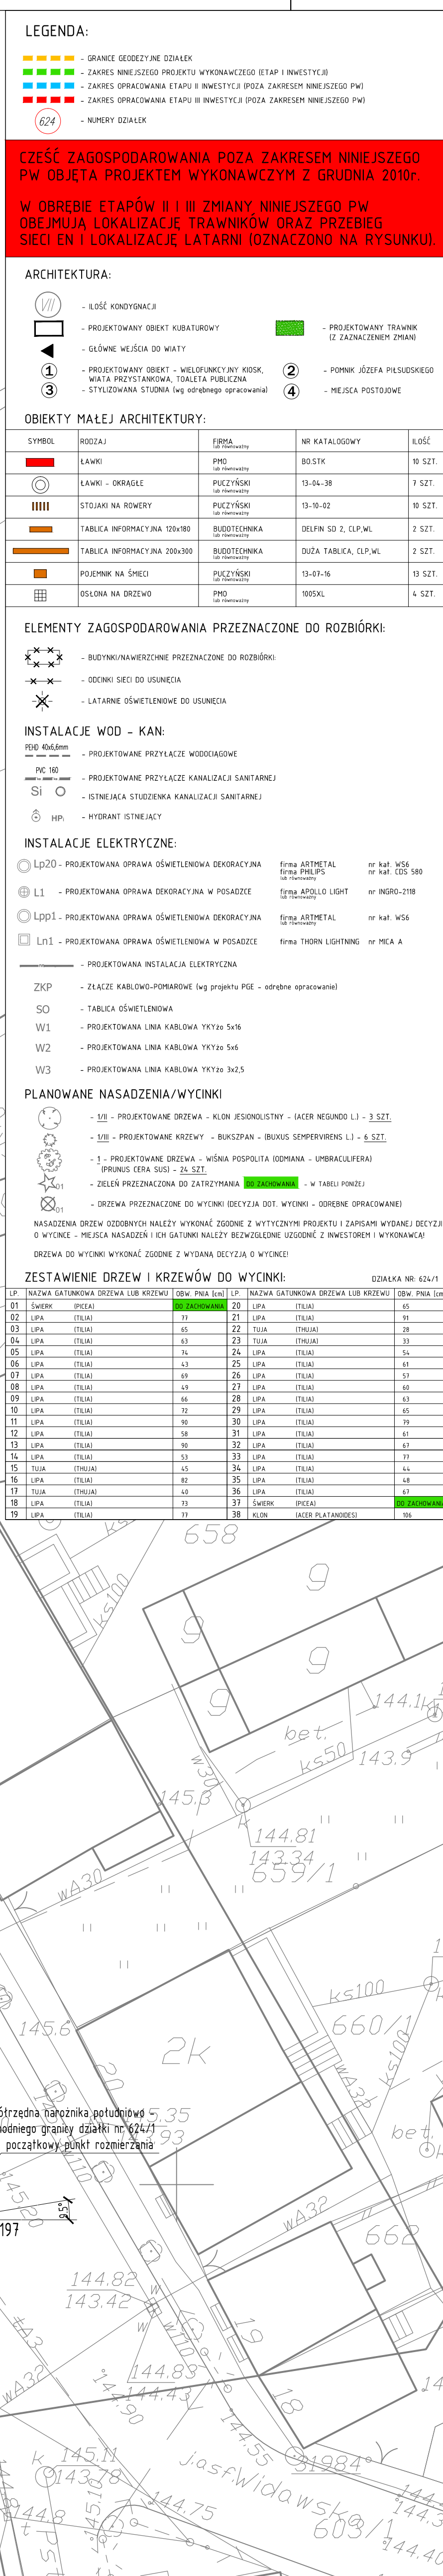 LEGENDA:
- GRANICE GEODEZYJNE DZIAŁEK
- ZAKRES NINIEJSZEGO PROJEKTU WYKONAWCZEGO (ETAP I INWESTYCJI)
- ZAKRES OPRACOWANIA ETAPU II INWESTYCJI (POZA ZAKRESEM NINIEJSZEGO PW)
- ZAKRES OPRACOWANIA ETAPU III INWESTYCJI (POZA ZAKRESEM NINIEJSZEGO PW)
624 - NUMERY DZIAŁEK
CZEŚĆ ZAGOSPODAROWANIA POZA ZAKRESEM NINIEJSZEGO
PW OBJĘTA PROJEKTEM WYKONAWCZYM Z GRUDNIA 2010r.
W OBRĘBIE ETAPÓW II I III ZMIANY NINIEJSZEGO PW
OBEJMUJĄ LOKALIZACJĘ TRAWNIKÓW ORAZ PRZEBIEG
SIECI EN I LOKALIZACJĘ LATARNI (OZNACZONO NA RYSUNKU).
ARCHITEKTURA:
VII - ILOŚĆ KONDYGNACJI
- PROJEKTOWANY OBIEKT KUBATUROWY
- PROJEKTOWANY TRAWNIK
(Z ZAZNACZENIEM ZMIAN)
- GŁÓWNE WEJŚCIA DO WIATY
1 - PROJEKTOWANY OBIEKT - WIELOFUNKCYJNY KIOSK,
WIATA PRZYSTANKOWA, TOALETA PUBLICZNA
2 - POMNIK JÓZEFA PIŁSUDSKIEGO
3 - STYLIZOWANA STUDNIA (wg odrębnego opracowania)
4 - MIEJSCA POSTOJOWE
OBIEKTY MAŁEJ ARCHITEKTURY:
SYMBOL RODZAJ FIRMA lub równoważny NR KATALOGOWY ILOŚĆ
ŁAWKI PMO lub równoważny BO.STK 10 SZT.
ŁAWKI - OKRĄGŁE PUCZYŃSKI lub równoważny 13-04-38 7 SZT.
STOJAKI NA ROWERY PUCZYŃSKI lub równoważny 13-10-02 10 SZT.
TABLICA INFORMACYJNA 120x180 BUDOTECHNIKA lub równoważny DELFIN SD 2, CLP,WL 2 SZT.
TABLICA INFORMACYJNA 200x300 BUDOTECHNIKA lub równoważny DUŻA TABLICA, CLP,WL 2 SZT.
POJEMNIK NA ŚMIECI PUCZYŃSKI lub równoważny 13-07-16 13 SZT.
OSŁONA NA DRZEWO PMO lub równoważny 1005XL 4 SZT.
ELEMENTY ZAGOSPODAROWANIA PRZEZNACZONE DO ROZBIÓRKI:
- BUDYNKI/NAWIERZCHNIE PRZEZNACZONE DO ROZBIÓRKI:
- ODCINKI SIECI DO USUNIĘCIA
- LATARNIE OŚWIETLENIOWE DO USUNIĘCIA
INSTALACJE WOD - KAN:
PEHD 40x6,6mm
- PROJEKTOWANE PRZYŁĄCZE WODOCIĄGOWE
PVC 160
- PROJEKTOWANE PRZYŁĄCZE KANALIZACJI SANITARNEJ
Si - ISTNIEJĄCA STUDZIENKA KANALIZACJI SANITARNEJ
HPi - HYDRANT ISTNIEJĄCY
INSTALACJE ELEKTRYCZNE:
Lp20 - PROJEKTOWANA OPRAWA OŚWIETLENIOWA DEKORACYJNA firma ARTMETAL nr kat. WS6
firma PHILIPS nr kat. CDS 580
lub równoważny
L1 - PROJEKTOWANA OPRAWA DEKORACYJNA W POSADZCE firma APOLLO LIGHT nr INGRO-2118
lub równoważny
Lpp1 - PROJEKTOWANA OPRAWA OŚWIETLENIOWA DEKORACYJNA firma ARTMETAL nr kat. WS6
lub równoważny
Ln1 - PROJEKTOWANA OPRAWA OŚWIETLENIOWA W POSADZCE firma THORN LIGHTNING nr MICA A
- PROJEKTOWANA INSTALACJA ELEKTRYCZNA
ZKP - ZŁĄCZE KABLOWO-POMIAROWE (wg projektu PGE - odrębne opracowanie)
SO - TABLICA OŚWIETLENIOWA
W1 - PROJEKTOWANA LINIA KABLOWA YKYżo 5x16
W2 - PROJEKTOWANA LINIA KABLOWA YKYżo 5x6
W3 - PROJEKTOWANA LINIA KABLOWA YKYżo 3x2,5
PLANOWANE NASADZENIA/WYCINKI
- 1/II - PROJEKTOWANE DRZEWA - KLON JESIONOLISTNY - (ACER NEGUNDO L.) - 3 SZT.
- 1/III - PROJEKTOWANE KRZEWY - BUKSZPAN - (BUXUS SEMPERVIRENS L.) - 6 SZT.
- 1 - PROJEKTOWANE DRZEWA - WIŚNIA POSPOLITA (ODMIANA - UMBRACULIFERA)
(PRUNUS CERA SUS) - 24 SZT.
01 - ZIELEŃ PRZEZNACZONA DO ZATRZYMANIA DO ZACHOWANIA - W TABELI PONIŻEJ
01 - DRZEWA PRZEZNACZONE DO WYCINKI (DECYZJA DOT. WYCINKI - ODRĘBNE OPRACOWANIE)
NASADZENIA DRZEW OZDOBNYCH NALEŻY WYKONAĆ ZGODNIE Z WYTYCZNYMI PROJEKTU I ZAPISAMI WYDANEJ DECYZJI
O WYCINCE - MIEJSCA NASADZEŃ I ICH GATUNKI NALEŻY BEZWZGLĘDNIE UZGODNIĆ Z INWESTOREM I WYKONAWCĄ!
DRZEWA DO WYCINKI WYKONAĆ ZGODNIE Z WYDANĄ DECYZJĄ O WYCINCE!
ZESTAWIENIE DRZEW I KRZEWÓW DO WYCINKI: DZIAŁKA NR: 624/1
LP. NAZWA GATUNKOWA DRZEWA LUB KRZEWU OBW. PNIA [cm] LP. NAZWA GATUNKOWA DRZEWA LUB KRZEWU OBW. PNIA [cm]
01 ŚWIERK (PICEA) DO ZACHOWANIA 20 LIPA (TILIA) 65
02 LIPA (TILIA) 77 21 LIPA (TILIA) 91
03 LIPA (TILIA) 65 22 TUJA (THUJA) 28
04 LIPA (TILIA) 63 23 TUJA (THUJA) 33
05 LIPA (TILIA) 74 24 LIPA (TILIA) 54
06 LIPA (TILIA) 43 25 LIPA (TILIA) 61
07 LIPA (TILIA) 69 26 LIPA (TILIA) 57
08 LIPA (TILIA) 49 27 LIPA (TILIA) 60
09 LIPA (TILIA) 66 28 LIPA (TILIA) 63
10 LIPA (TILIA) 72 29 LIPA (TILIA) 65
11 LIPA (TILIA) 90 30 LIPA (TILIA) 79
12 LIPA (TILIA) 58 31 LIPA (TILIA) 61
13 LIPA (TILIA) 90 32 LIPA (TILIA) 67
14 LIPA (TILIA) 53 33 LIPA (TILIA) 77
15 TUJA (THUJA) 45 34 LIPA (TILIA) 44
16 LIPA (TILIA) 82 35 LIPA (TILIA) 48
17 TUJA (THUJA) 40 36 LIPA (TILIA) 67
18 LIPA (TILIA) 73 37 ŚWIERK (PICEA) DO ZACHOWANIA
19 LIPA (TILIA) 77 38 KLON (ACER PLATANOIDES) 106
658
ks100
g
g
g
g
144.1
bet.
ks50
143.9
w30
145.3
k
144.81
143.34
659/1
wA30
ks100
145.6
660/1
2k
ks100
wA32
20
bet.
południowo -
granicy działki nr 624/1
początkowy punkt rozmierzania
145.20
w110
9.5°
197
wA32
662
144.82
143.42
w
w
w110
19
144.83
144.43
wA32
144.90
18
144.55
k
145.11
143.78
31984
j.asf.
Widawska
144.75
603/1
144.8
t
145.10
144.40